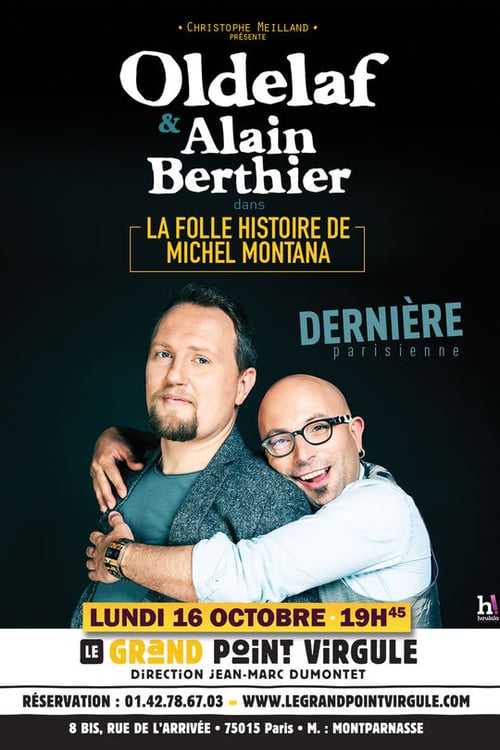 • CHRISTOPHE MEILLAND •
PRÉSENTE
Oldelaf
& Alain
Berthier
dans
LA FOLLE HISTOIRE DE
MICHEL MONTANA
DERNIÈRE
parisienne
h!
houlala
LUNDI 16 OCTOBRE · 19H45
LE GRaND POiNT ViRGULE
DiRECTION JEAN-MARC DUMONTET
RÉSERVATION : 01.42.78.67.03 – WWW.LEGRANDPOINTVIRGULE.COM
8 BIS, RUE DE L'ARRIVÉE • 75015 Paris • M. : MONTPARNASSE